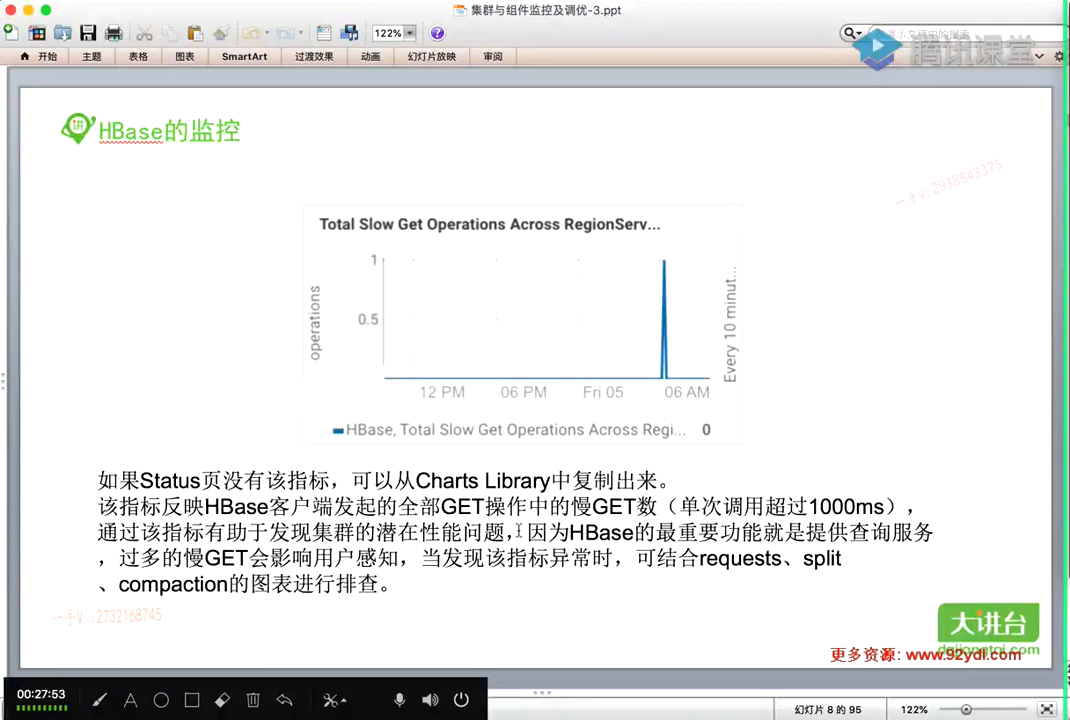 集群与组件监控及调优-3.ppt
122%
腾讯课堂
开始 主题 表格 图表 SmartArt 过渡效果 动画 幻灯片放映 审阅
HBase的监控
一手v:2938843375
Total Slow Get Operations Across RegionServ...
1
0.5
operations
Every 10 minut...
12 PM 06 PM Fri 05 06 AM
HBase, Total Slow Get Operations Across Regi... 0
如果Status页没有该指标，可以从Charts Library中复制出来。
该指标反映HBase客户端发起的全部GET操作中的慢GET数（单次调用超过1000ms），
通过该指标有助于发现集群的潜在性能问题，因为HBase的最重要功能就是提供查询服务
，过多的慢GET会影响用户感知，当发现该指标异常时，可结合requests、split
、compaction的图表进行排查。
一手V :2732168745
大讲台
dajiangtai.com
更多资源: www.92ydl.com
00:27:53
幻灯片 8 的 95 122%